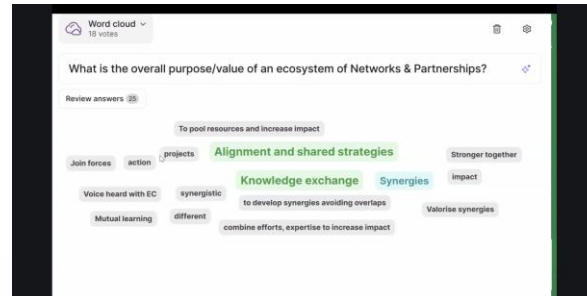 Word cloud
18 votes
What is the overall purpose/value of an ecosystem of Networks & Partnerships?
Review answers 25
To pool resources and increase impact
projects
Alignment and shared strategies
Stronger together
Join forces
action
Knowledge exchange
Synergies
impact
Voice heard with EC
synergistic
to develop synergies avoiding overlaps
Valorise synergies
Mutual learning
different
combine efforts, expertise to increase impact